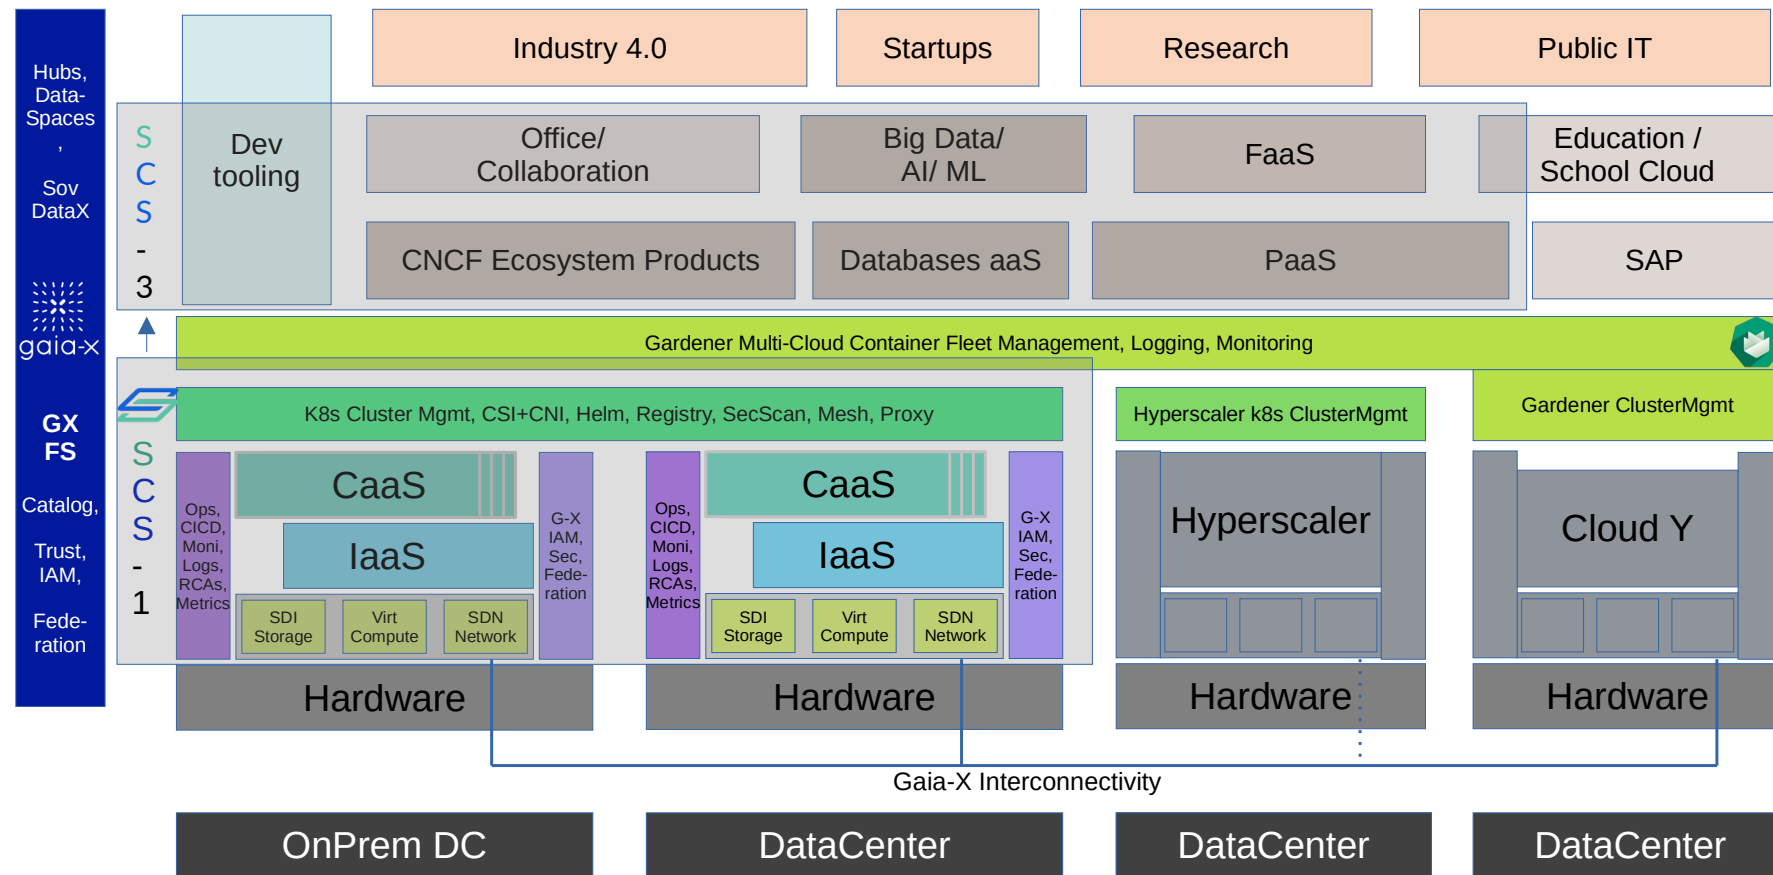 Hubs,
Data-
Spaces
,
Sov
DataX
gaia-x
GX
FS
Catalog,
Trust,
IAM,
Fede-
ration
Industry 4.0
Startups
Research
Public IT
S
C
S
-
3
Dev
tooling
Office/
Collaboration
Big Data/
AI/ ML
FaaS
Education /
School Cloud
CNCF Ecosystem Products
Databases aaS
PaaS
SAP
Gardener Multi-Cloud Container Fleet Management, Logging, Monitoring
S
C
S
-
1
K8s Cluster Mgmt, CSI+CNI, Helm, Registry, SecScan, Mesh, Proxy
Hyperscaler k8s ClusterMgmt
Gardener ClusterMgmt
Ops,
CICD,
Moni,
Logs,
RCAs,
Metrics
CaaS
IaaS
SDI
Storage
Virt
Compute
SDN
Network
G-X
IAM,
Sec,
Fede-
ration
Ops,
CICD,
Moni,
Logs,
RCAs,
Metrics
CaaS
IaaS
SDI
Storage
Virt
Compute
SDN
Network
G-X
IAM,
Sec,
Fede-
ration
Hyperscaler
Cloud Y
Hardware
Hardware
Hardware
Hardware
Gaia-X Interconnectivity
OnPrem DC
DataCenter
DataCenter
DataCenter